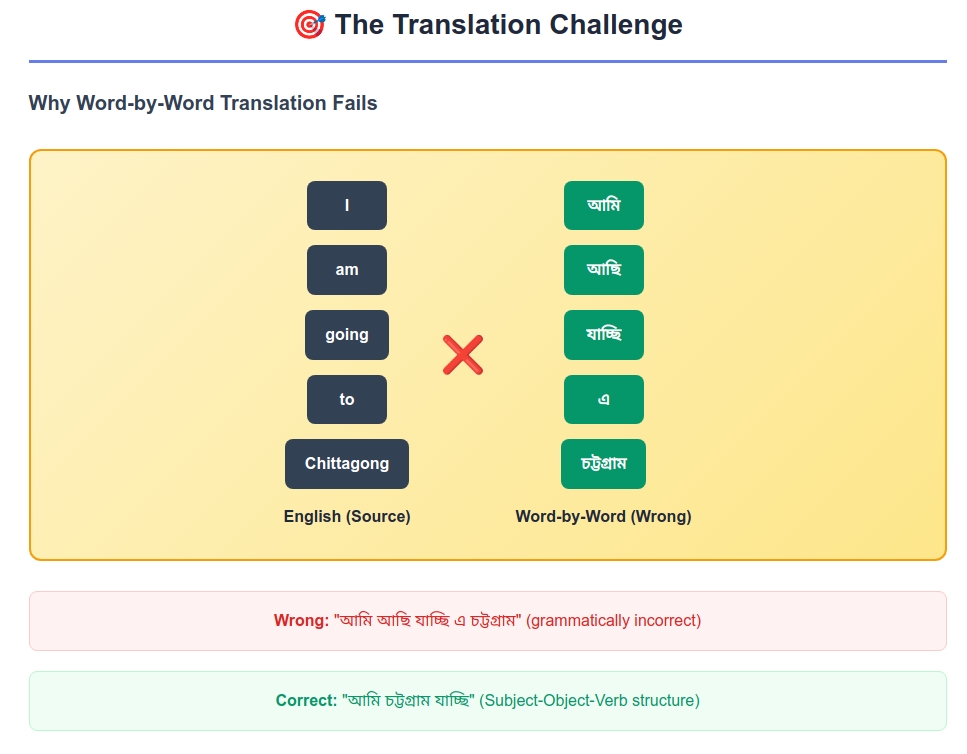 🎯 The Translation Challenge
Why Word-by-Word Translation Fails
I
am
going
to
Chittagong
English (Source)
❌
আমি
আছি
যাচ্ছি
এ
চট্টগ্রাম
Word-by-Word (Wrong)
Wrong: "আমি আছি যাচ্ছি এ চট্টগ্রাম" (grammatically incorrect)
Correct: "আমি চট্টগ্রাম যাচ্ছি" (Subject-Object-Verb structure)